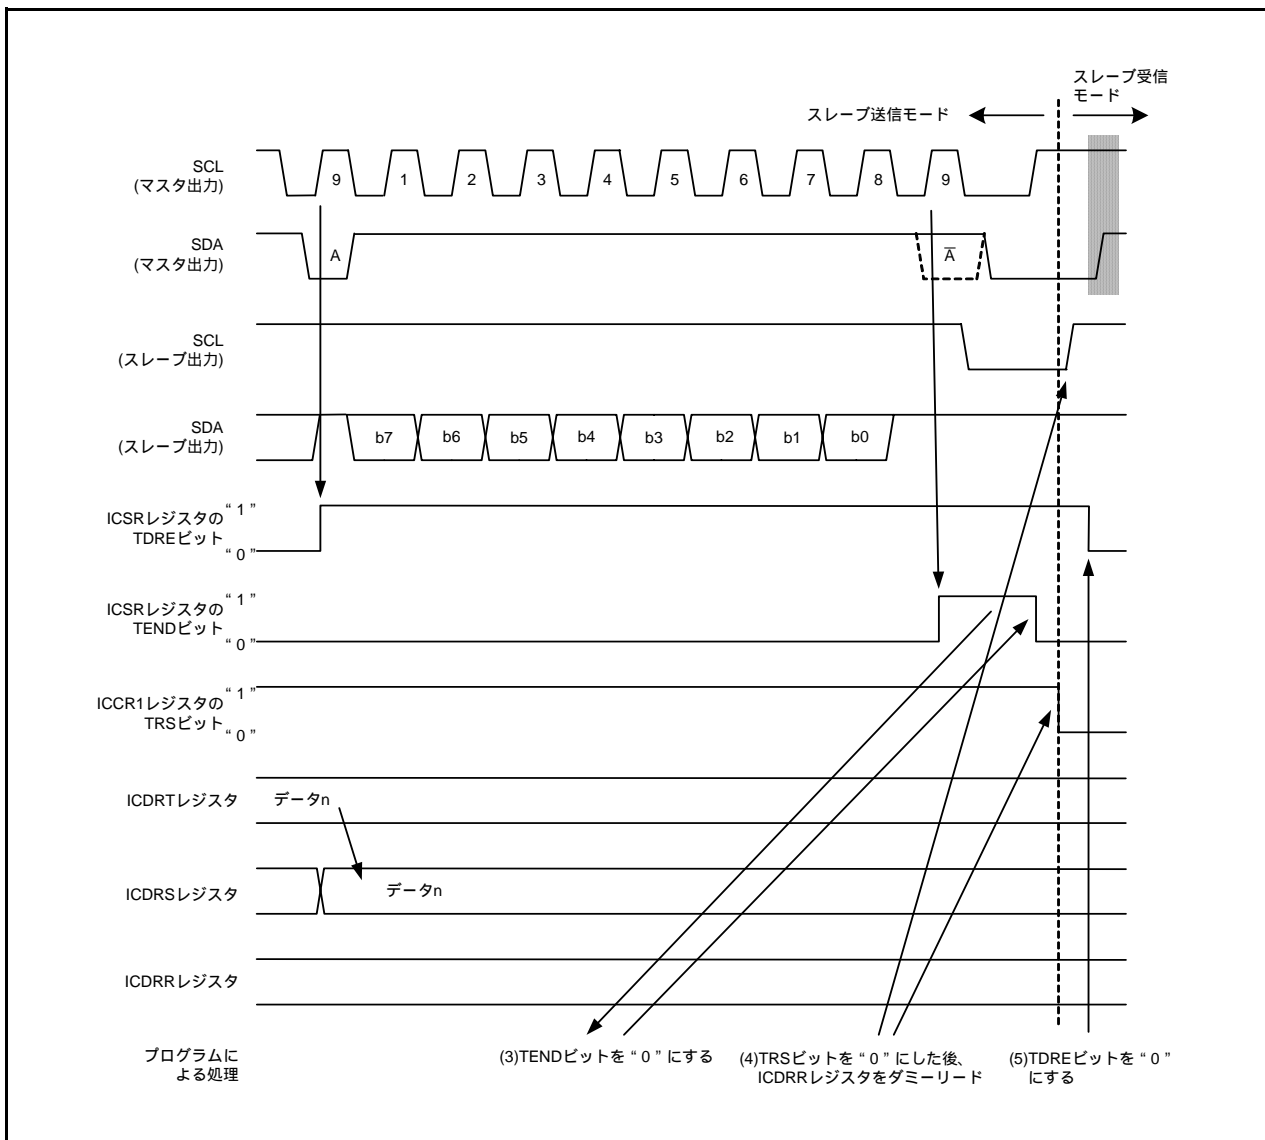 スレーブ受信
モード
スレーブ送信モード
SCL
(マスタ出力)
9 1 2 3 4 5 6 7 8 9
SDA
(マスタ出力)
A A̅
SCL
(スレーブ出力)
SDA
(スレーブ出力)
b7 b6 b5 b4 b3 b2 b1 b0
ICSRレジスタの
TDREビット
“ 1 ”
“ 0 ”
ICSRレジスタの
TENDビット
“ 1 ”
“ 0 ”
ICCR1レジスタの
TRSビット
“ 1 ”
“ 0 ”
ICDRTレジスタ
データn
ICDRSレジスタ
データn
ICDRRレジスタ
プログラムに
よる処理
(3)TENDビットを “ 0 ” にする
(4)TRSビットを “ 0 ” にした後、
ICDRRレジスタをダミーリード
(5)TDREビットを “ 0 ”
にする